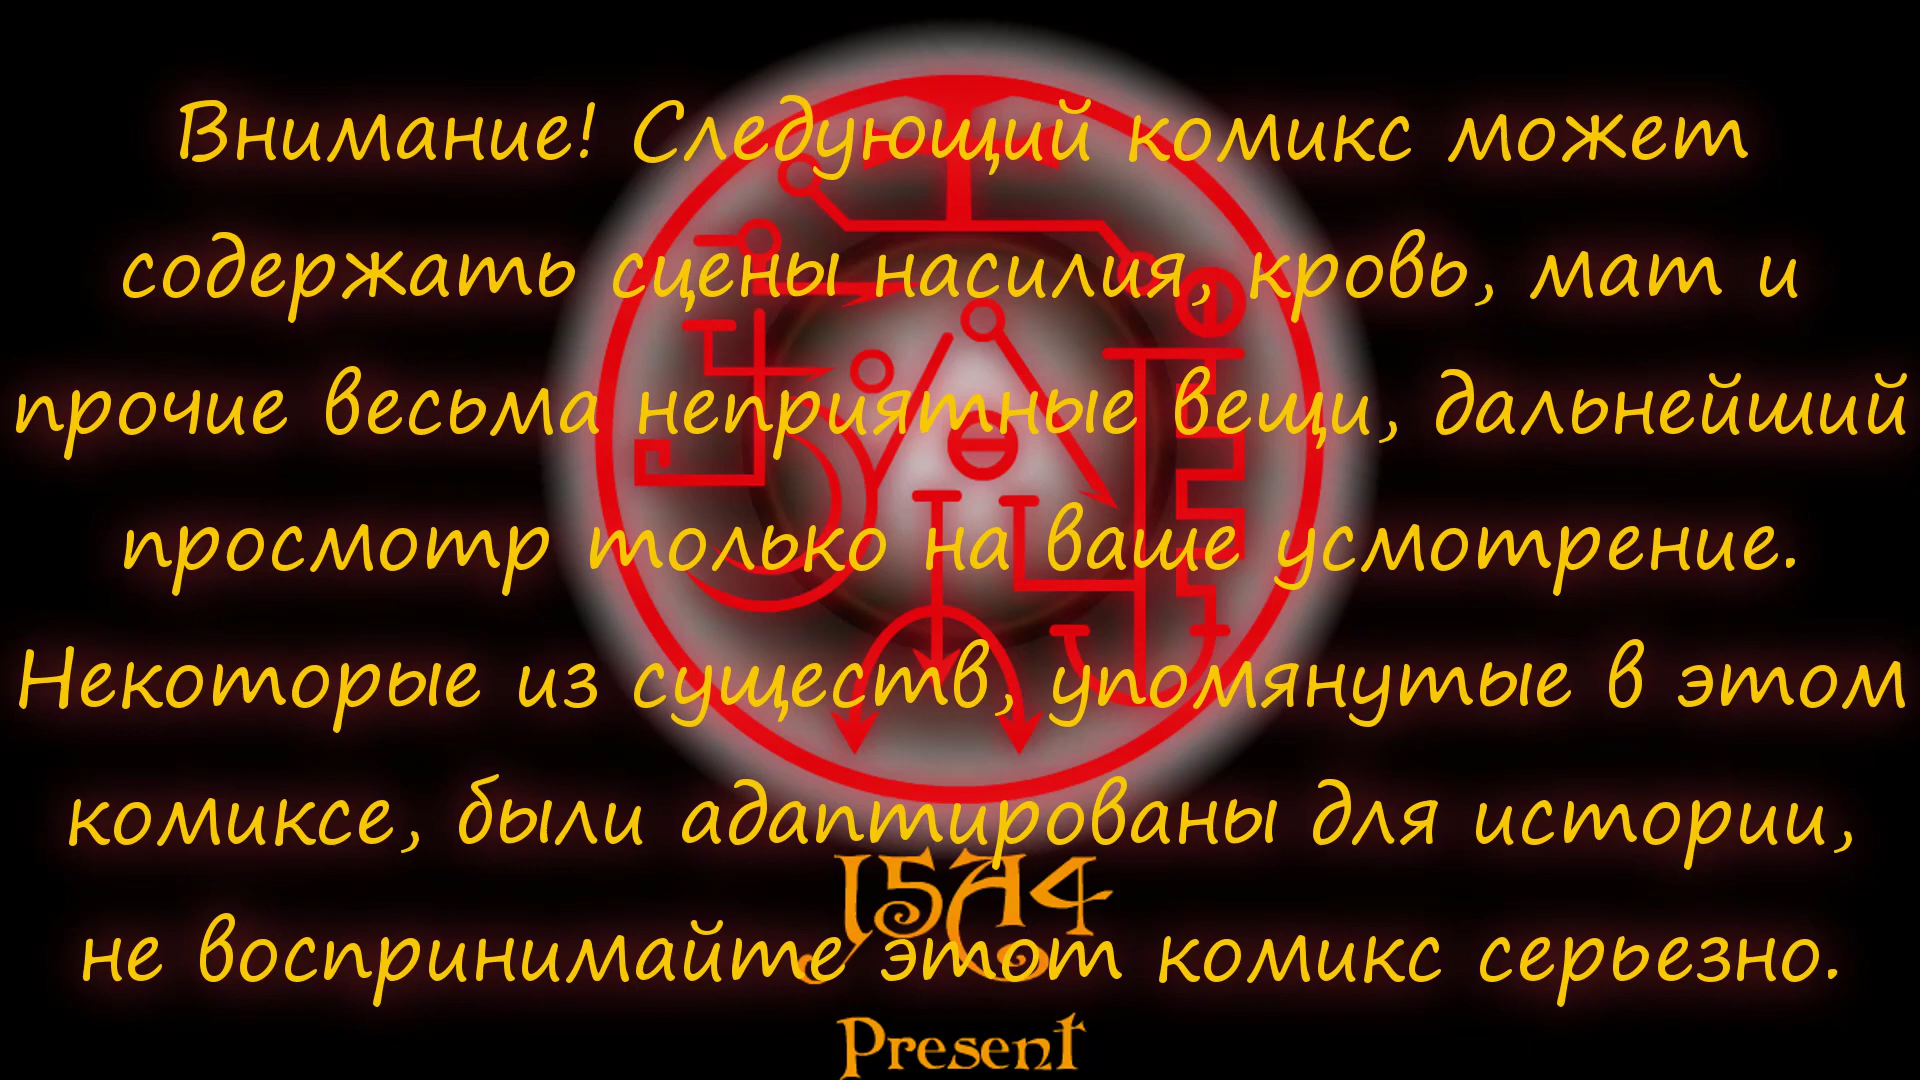 Внимание! Следующий комикс может
содержать сцены насилия, кровь, мат и
прочие весьма неприятные вещи, дальнейший
просмотр только на ваше усмотрение.
Некоторые из существ, упомянутые в этом
комиксе, были адаптированы для истории,
15A4
не воспринимайте этот комикс серьезно.
Present